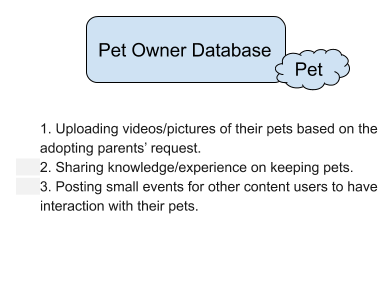 Pet Owner Database
Pet
1. Uploading videos/pictures of their pets based on the
adopting parents’ request.
2. Sharing knowledge/experience on keeping pets.
3. Posting small events for other content users to have
interaction with their pets.